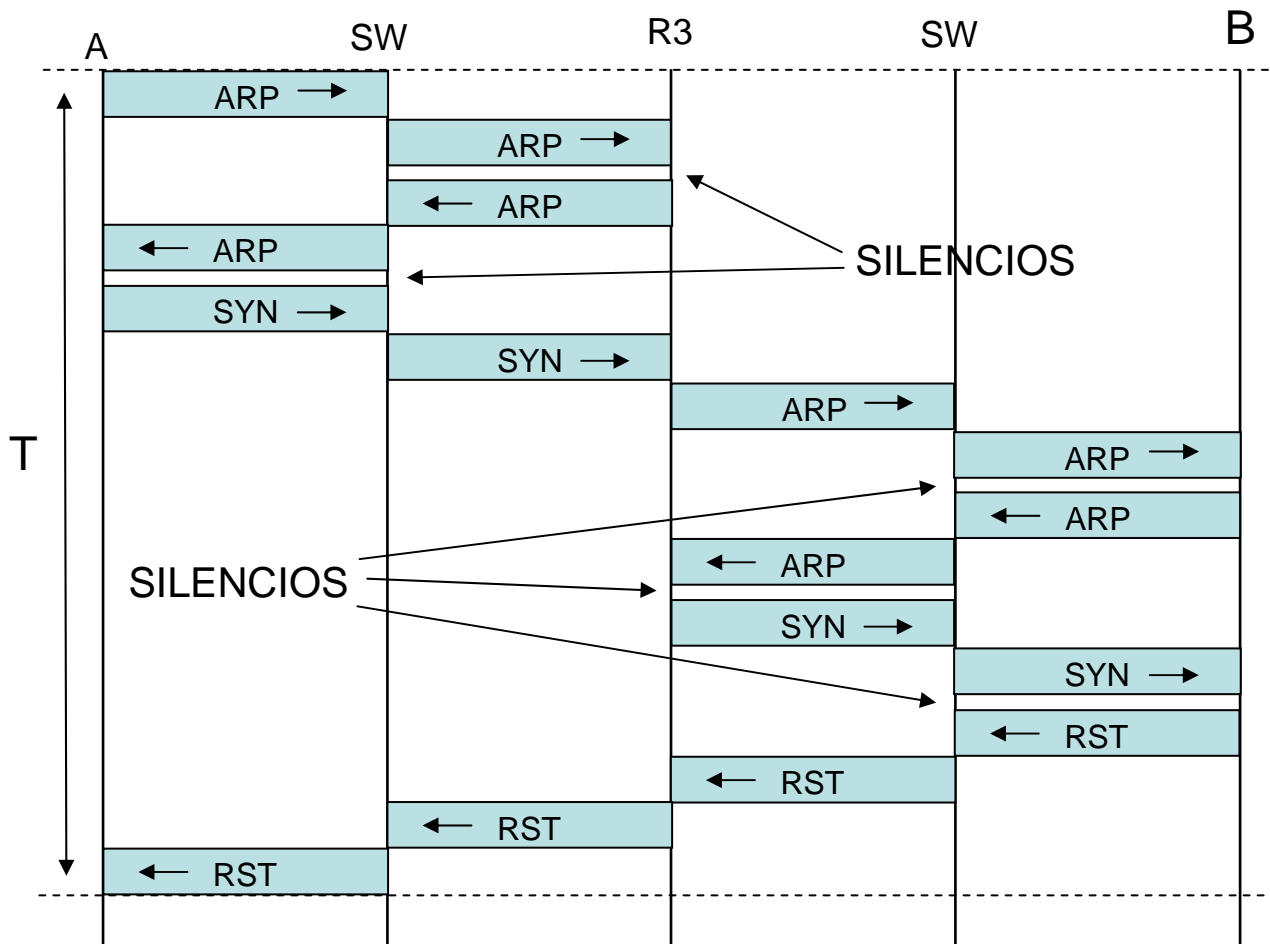 A SW R3 SW B
ARP
ARP
ARP
ARP
SILENCIOS
SYN
SYN
ARP
T
ARP
ARP
ARP
SILENCIOS
SYN
SYN
RST
RST
RST
RST